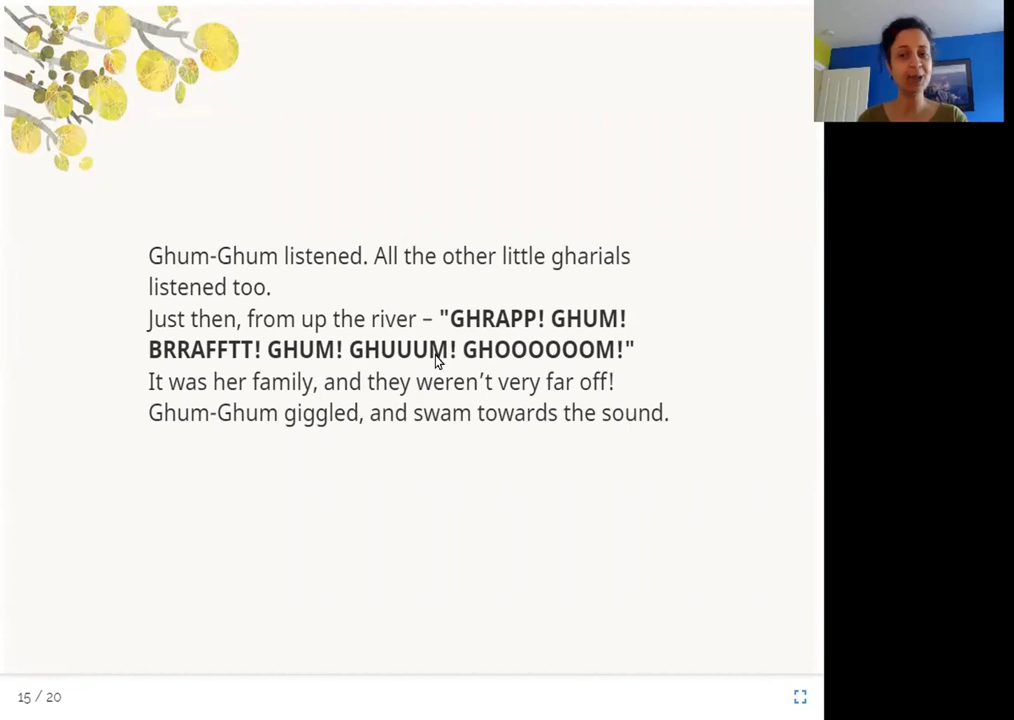 Ghum-Ghum listened. All the other little gharials
listened too.
Just then, from up the river – "GHRAPP! GHUM!
BRRAFFTT! GHUM! GHUUUM! GHOOOOOOM!"
It was her family, and they weren’t very far off!
Ghum-Ghum giggled, and swam towards the sound.
15 / 20